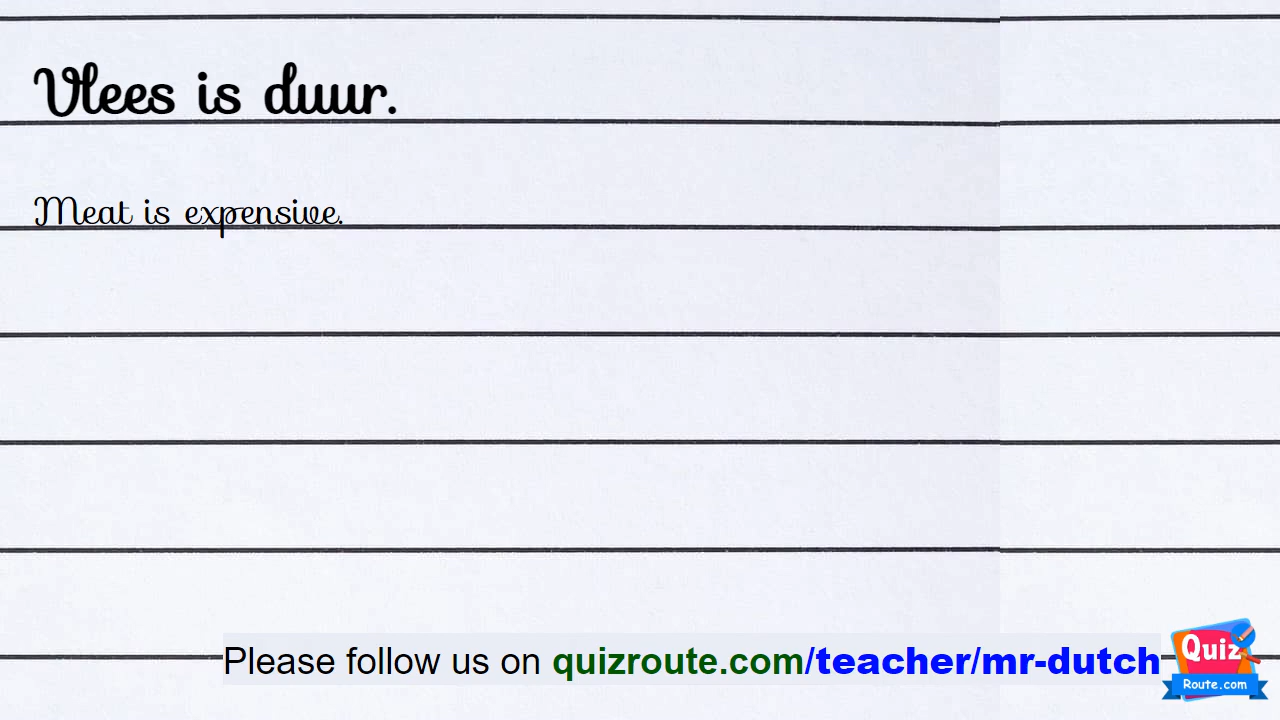 Vlees is duur.
Meat is expensive.
Please follow us on quizroute.com/teacher/mr-dutch
Quiz
Route.com